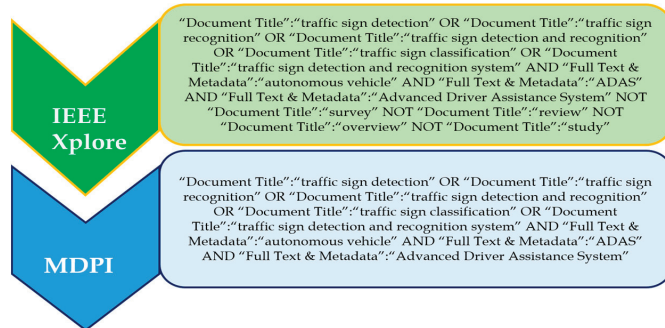 IEEE
Xplore
“Document Title”:“traffic sign detection” OR “Document Title”:“traffic sign
recognition” OR “Document Title”:“traffic sign detection and recognition”
OR “Document Title”:“traffic sign classification” OR “Document
Title”:“traffic sign detection and recognition system” AND “Full Text &
Metadata”:“autonomous vehicle” AND “Full Text & Metadata”:“ADAS”
AND “Full Text & Metadata”:“Advanced Driver Assistance System” NOT
“Document Title”:“survey” NOT “Document Title”:“review” NOT
“Document Title”:“overview” NOT “Document Title”:“study”
MDPI
“Document Title”:“traffic sign detection” OR “Document Title”:“traffic sign
recognition” OR “Document Title”:“traffic sign detection and recognition”
OR “Document Title”:“traffic sign classification” OR “Document
Title”:“traffic sign detection and recognition system” AND “Full Text &
Metadata”:“autonomous vehicle” AND “Full Text & Metadata”:“ADAS”
AND “Full Text & Metadata”:“Advanced Driver Assistance System”